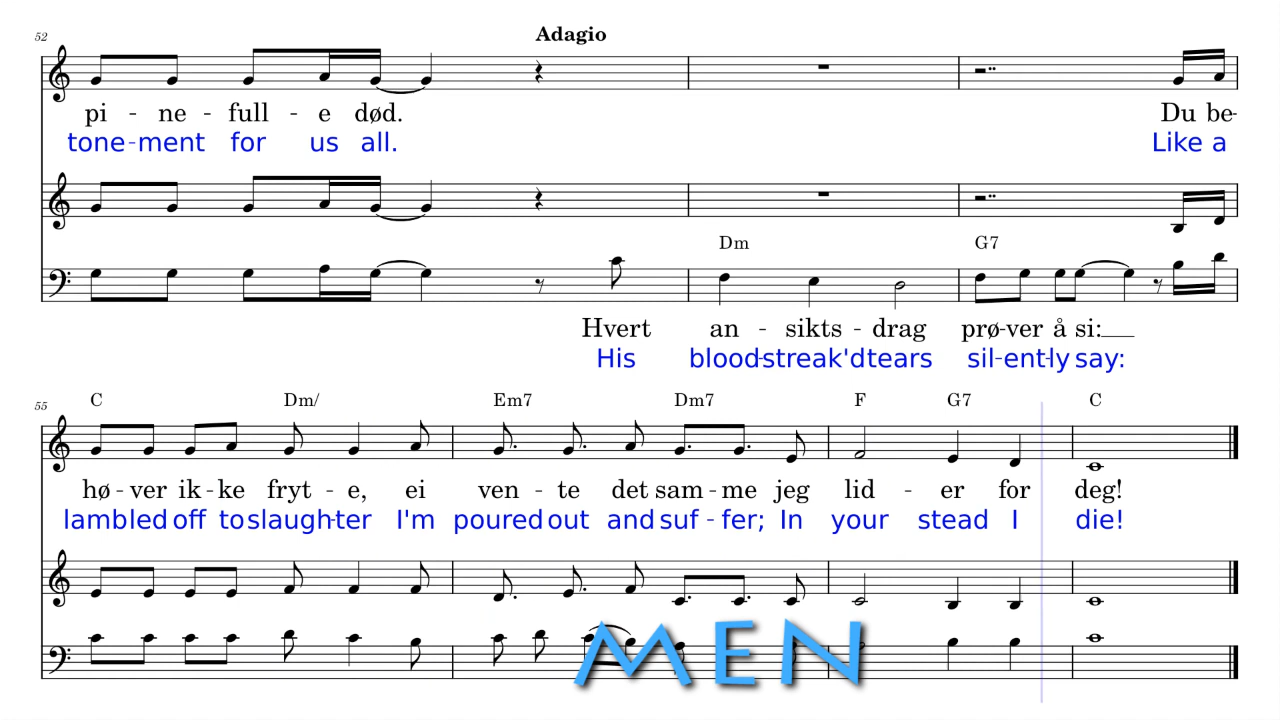 52
Adagio
pi - ne - full - e død. Du be-
tone-ment for us all. Like a
Dm G7
Hvert an - sikts - drag prø-ver å si:
His blood-streak'd tears sil-ent-ly say:
55
C Dm/ Em7 Dm7 F G7 C
hø - ver ik - ke fryt - e, ei ven - te det sam - me jeg lid - er for deg!
lamb led off to slaugh-ter I'm poured out and suf - fer; In your stead I die!
MEN